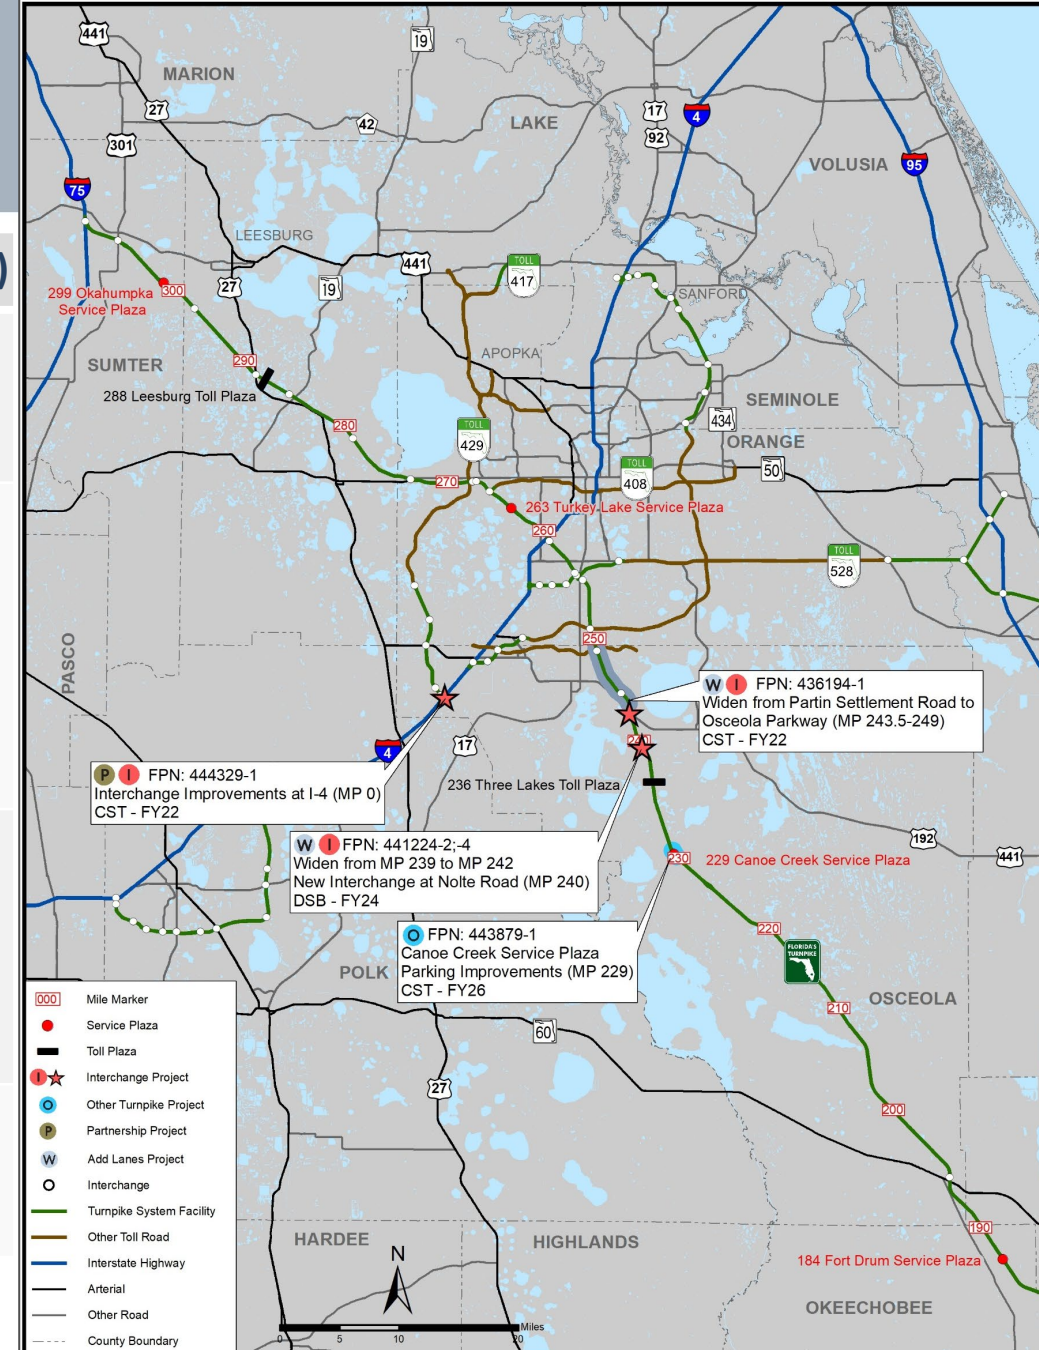 441
19
MARION
27
42
LAKE
17
4
92
301
VOLUSIA
95
75
LEESBURG
441
TOLL
417
27
19
299 Okahumpka
Service Plaza
300
SANFORD
APOPKA
SUMTER
290
288 Leesburg Toll Plaza
SEMINOLE
280
TOLL
429
434
ORANGE
TOLL
408
50
270
263 Turkey Lake Service Plaza
260
TOLL
528
250
PASCO
W I FPN: 436194-1
Widen from Partin Settlement Road to
Osceola Parkway (MP 243.5-249)
CST - FY22
17
4
P I FPN: 444329-1
Interchange Improvements at I-4 (MP 0)
CST - FY22
236 Three Lakes Toll Plaza
W I FPN: 441224-2;-4
Widen from MP 239 to MP 242
New Interchange at Nolte Road (MP 240)
DSB - FY24
192
441
230
229 Canoe Creek Service Plaza
O FPN: 443879-1
Canoe Creek Service Plaza
Parking Improvements (MP 229)
CST - FY26
220
FLORIDA'S
TURNPIKE
POLK
OSCEOLA
210
60
27
200
190
HARDEE
HIGHLANDS
184 Fort Drum Service Plaza
OKEECHOBEE
000 Mile Marker
Service Plaza
Toll Plaza
I Interchange Project
O Other Turnpike Project
P Partnership Project
W Add Lanes Project
Interchange
Turnpike System Facility
Other Toll Road
Interstate Highway
Arterial
Other Road
County Boundary
N
Miles
0 5 10 20
)